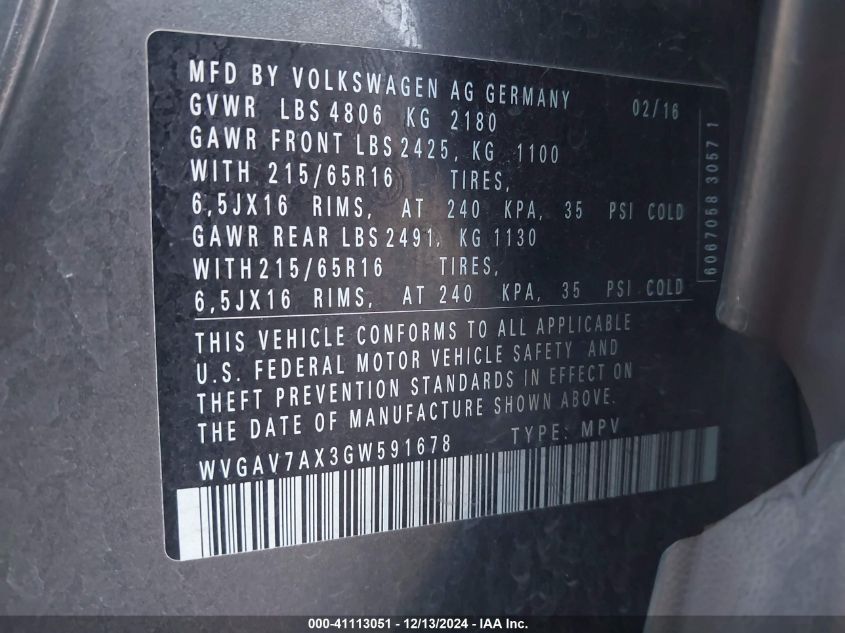 MFD BY VOLKSWAGEN AG GERMANY 02/16
GVWR LBS 4806 KG 2180
GAWR FRONT LBS 2425, KG 1100
WITH 215/65R16 TIRES,
6,5JX16 RIMS, AT 240 KPA, 35 PSI COLD
GAWR REAR LBS 2491, KG 1130
WITH 215/65R16 TIRES,
6,5JX16 RIMS, AT 240 KPA, 35 PSI COLD
6067058 3057 1
THIS VEHICLE CONFORMS TO ALL APPLICABLE
U.S. FEDERAL MOTOR VEHICLE SAFETY AND
THEFT PREVENTION STANDARDS IN EFFECT ON
THE DATE OF MANUFACTURE SHOWN ABOVE.
WVGAV7AX3GW591678 TYPE: MPV
000-41113051 - 12/13/2024 - IAA Inc.